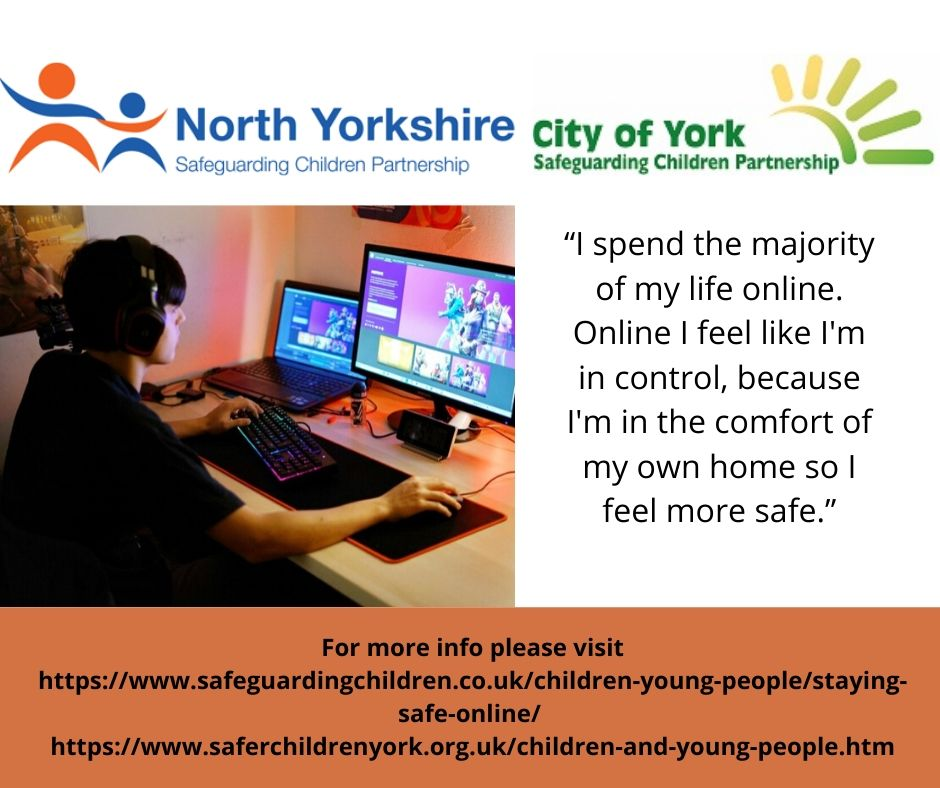 North Yorkshire
Safeguarding Children Partnership
City of York
Safeguarding Children Partnership
“I spend the majority
of my life online.
Online I feel like I'm
in control, because
I'm in the comfort of
my own home so I
feel more safe.”
For more info please visit
https://www.safeguardingchildren.co.uk/children-young-people/staying-
safe-online/
https://www.saferchildrenyork.org.uk/children-and-young-people.htm